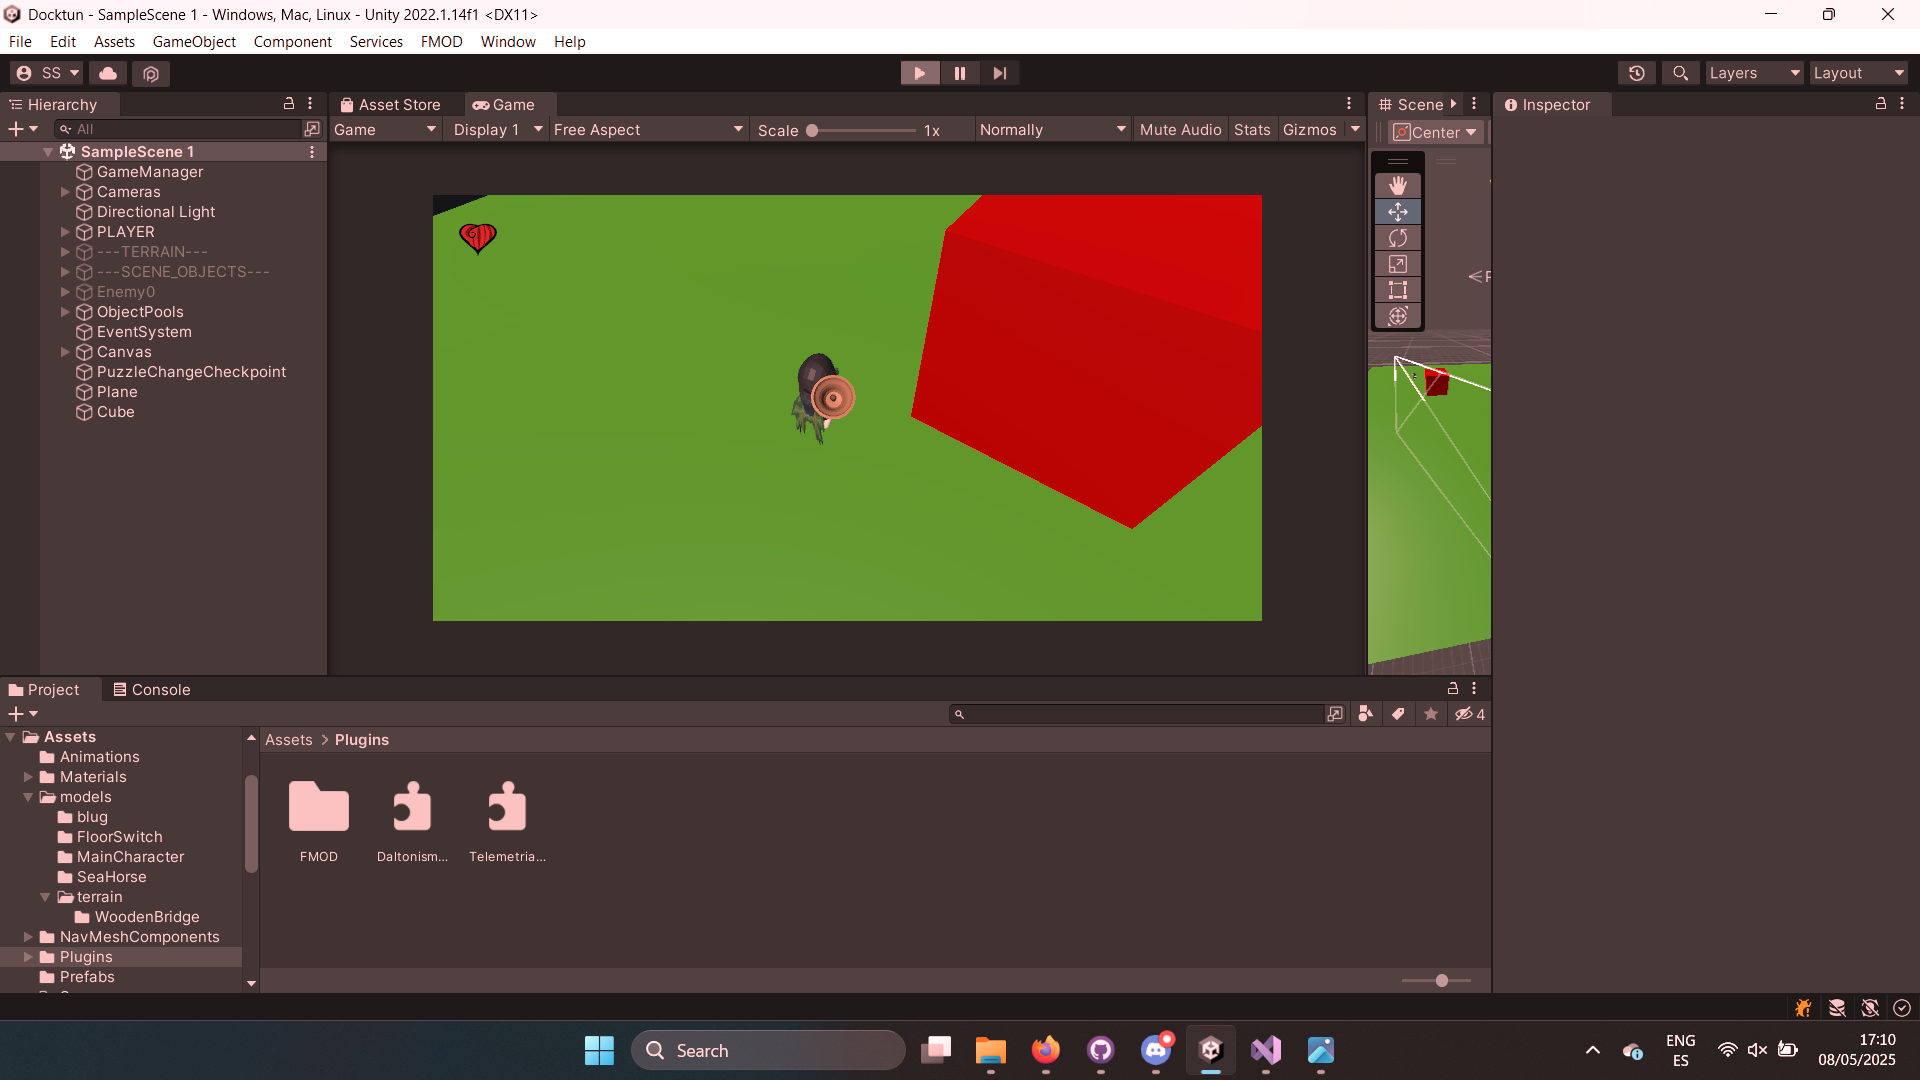 Docktun - SampleScene 1 - Windows, Mac, Linux - Unity 2022.1.14f1 <DX11>
File Edit Assets GameObject Component Services FMOD Window Help
SS Layers Layout
Hierarchy Asset Store Game Scene Inspector
All Game Display 1 Free Aspect Scale 1x Normally Mute Audio Stats Gizmos Center
SampleScene 1
GameManager
Cameras
Directional Light
PLAYER
---TERRAIN---
---SCENE_OBJECTS---
Enemy0
ObjectPools
EventSystem
Canvas
PuzzleChangeCheckpoint
Plane
Cube
Project Console
4
Assets
Animations
Materials
models
blug
FloorSwitch
MainCharacter
SeaHorse
terrain
WoodenBridge
NavMeshComponents
Plugins
Prefabs
Assets > Plugins
FMOD Daltonism... Telemetria...
Search
ENG
ES
17:10
08/05/2025